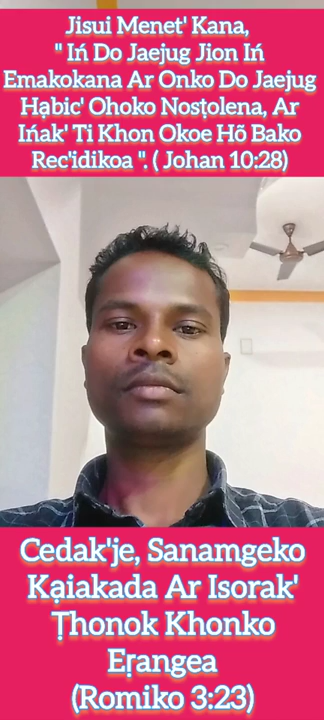 Jisui Menet' Kana,
" Iń Do Jaejug Jion Iń
Emakokana Ar Onko Do Jaejug
Hạbic' Ohoko Nosṭolena, Ar
Ińak' Ti Khon Okoe Hõ Bako
Rec'idikoa ". ( Johan 10:28)
Cedak'je, Sanamgeko
Kạiakada Ar Isorak'
Ṭhonok Khonko
Eṛangea
(Romiko 3:23)